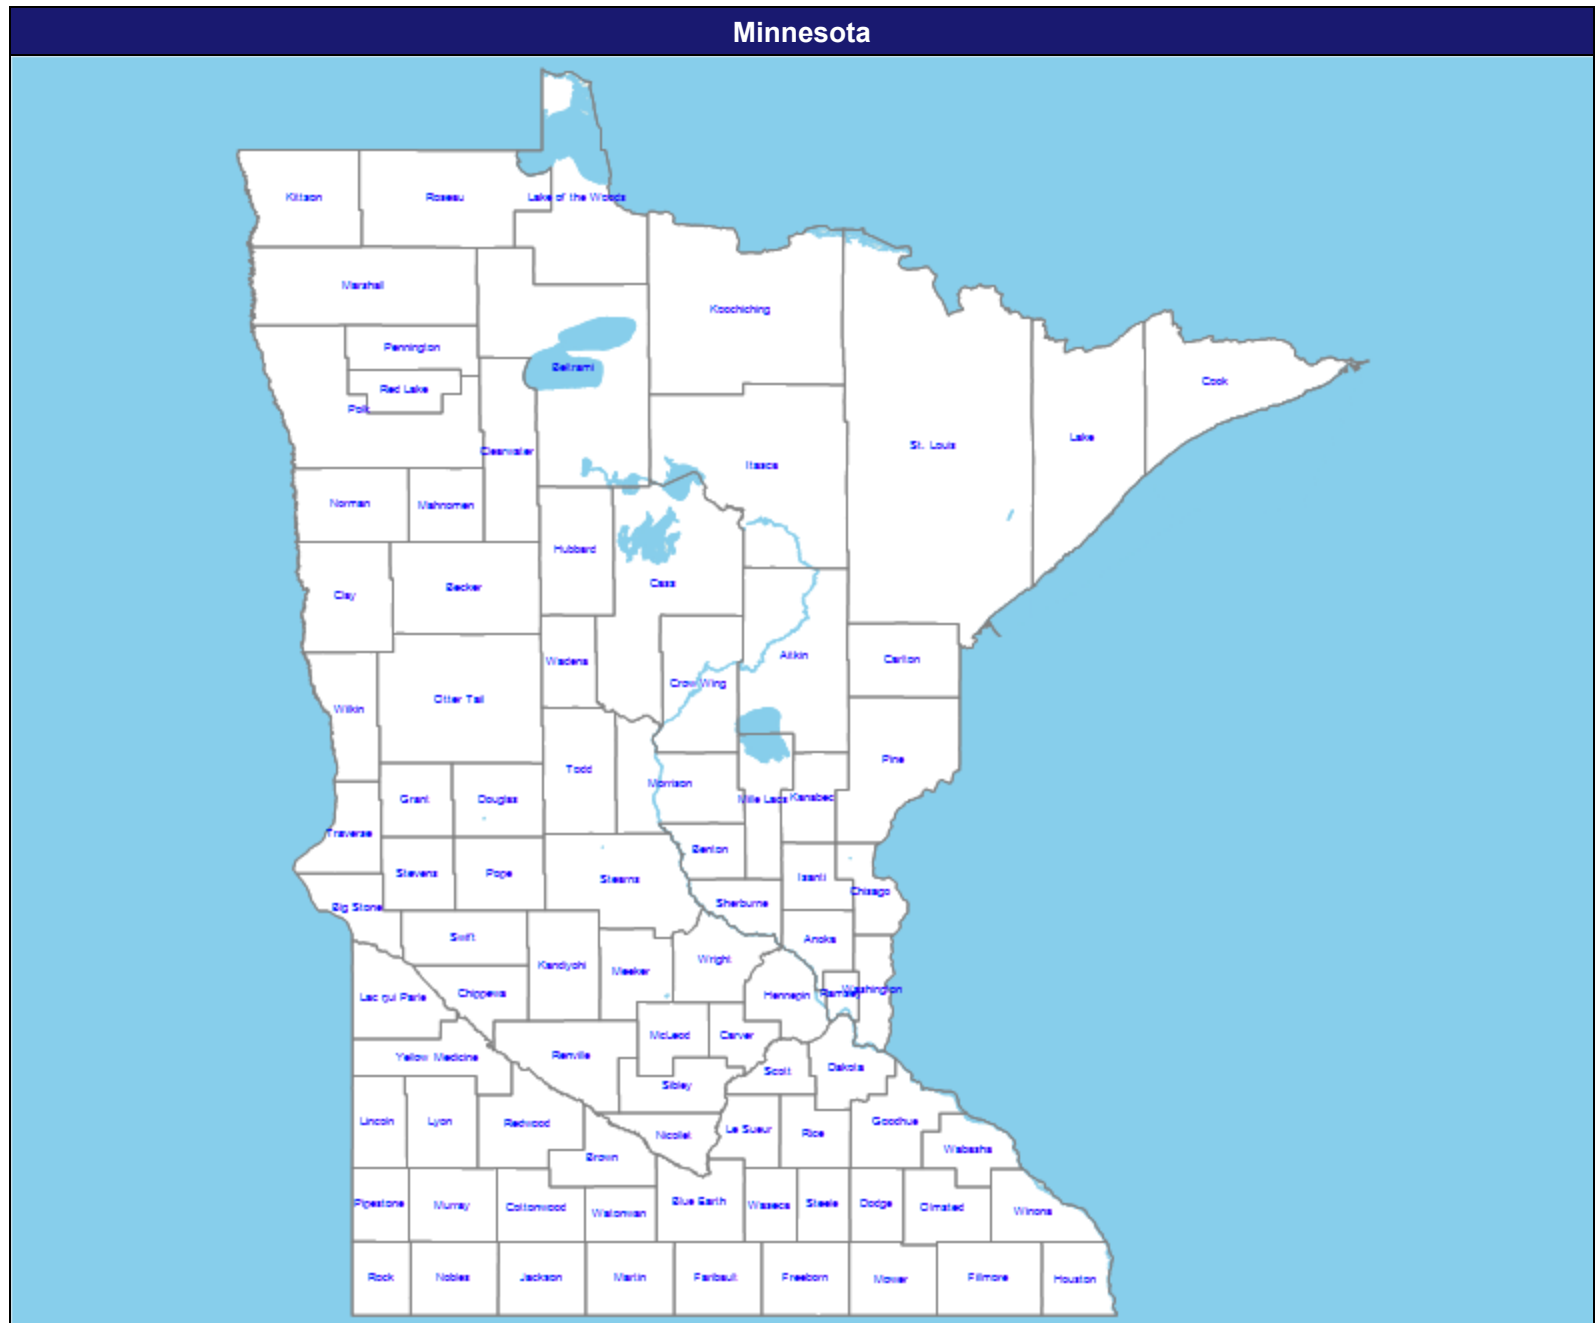 Minnesota
Kittson
Roseau
Lake of the Woods
Marshall
Koochiching
Pennington
Beltrami
Red Lake
Cook
Polk
Lake
St. Louis
Clearwater
Itasca
Norman
Mahnomen
Hubbard
Cass
Becker
Clay
Aitkin
Carlton
Wadena
Crow Wing
Otter Tail
Wilkin
Pine
Todd
Morrison
Grant
Douglas
Mille Lacs
Kanabec
Traverse
Benton
Stevens
Pope
Stearns
Isanti
Chisago
Big Stone
Sherburne
Swift
Anoka
Wright
Kandiyohi
Meeker
Lac qui Parle
Chippewa
Hennepin
Ramsey
Washington
McLeod
Carver
Yellow Medicine
Renville
Scott
Dakota
Sibley
Lincoln
Lyon
Redwood
Le Sueur
Goodhue
Nicollet
Rice
Wabasha
Brown
Pipestone
Murray
Cottonwood
Watonwan
Blue Earth
Waseca
Steele
Dodge
Olmsted
Winona
Rock
Nobles
Jackson
Martin
Faribault
Freeborn
Mower
Fillmore
Houston